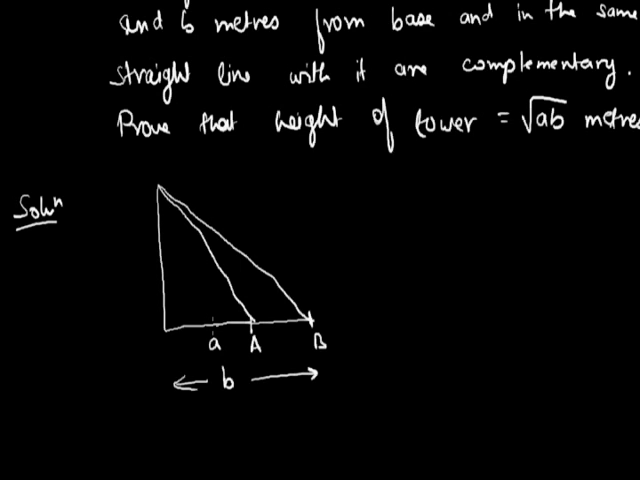 and b metres from base and in the same
straight line with it are complementary.
Prove that height of tower = √ab metres
Soluⁿ
a A B
b